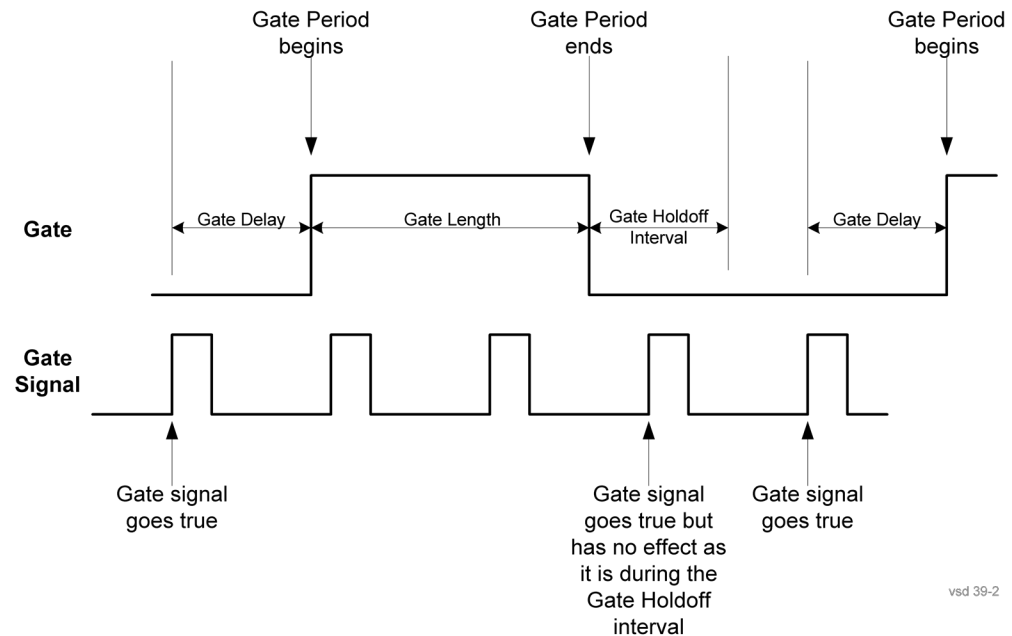 Gate Period
begins
Gate Period
ends
Gate Period
begins
Gate
Gate Delay
Gate Length
Gate Holdoff
Interval
Gate Delay
Gate
Signal
Gate signal
goes true
Gate signal
goes true but
has no effect as
it is during the
Gate Holdoff
interval
Gate signal
goes true
vsd 39-2